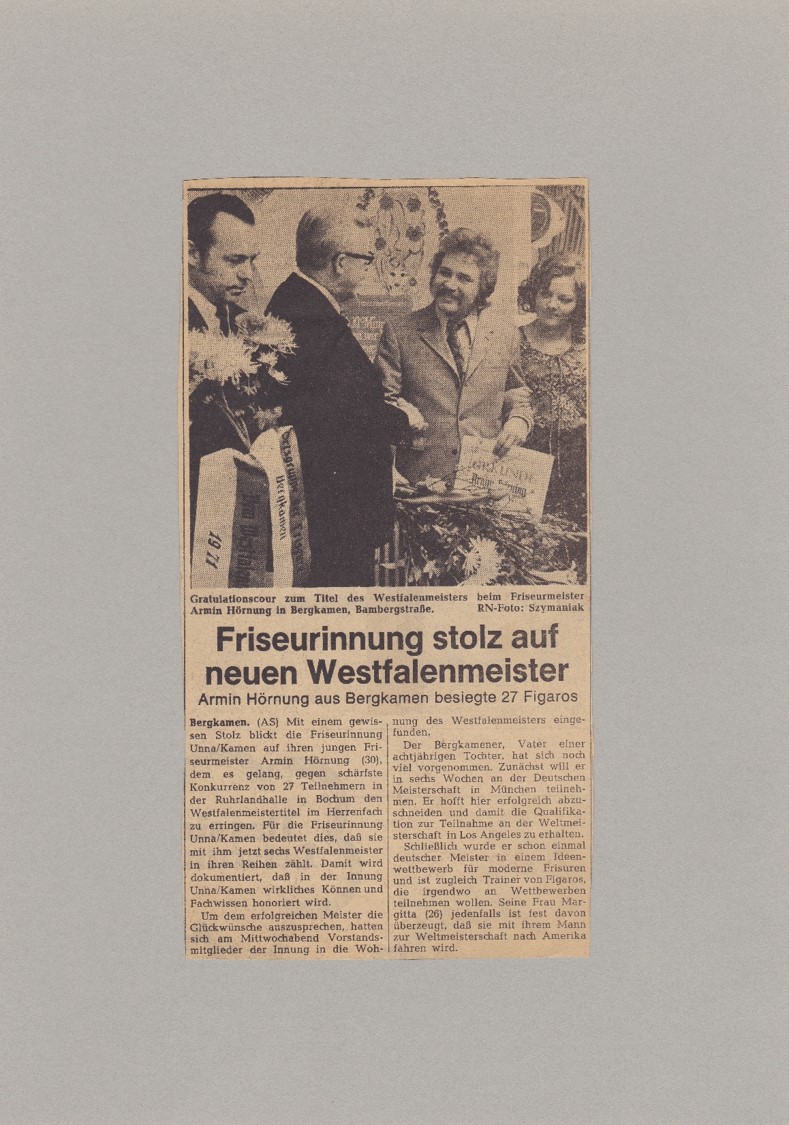 URKUNDE
Armin Hörnung
Bergkamen
1971
Gratulationscour zum Titel des Westfalenmeisters beim Friseurmeister
Armin Hörnung in Bergkamen, Bambergstraße. RN-Foto: Szymaniak
Friseurinnung stolz auf
neuen Westfalenmeister
Armin Hörnung aus Bergkamen besiegte 27 Figaros
Bergkamen. (AS) Mit einem gewis-
sen Stolz blickt die Friseurinnung
Unna/Kamen auf ihren jungen Fri-
seurmeister Armin Hörnung (30),
dem es gelang, gegen schärfste
Konkurrenz von 27 Teilnehmern in
der Ruhrlandhalle in Bochum den
Westfalenmeistertitel im Herrenfach
zu erringen. Für die Friseurinnung
Unna/Kamen bedeutet dies, daß sie
mit ihm jetzt sechs Westfalenmeister
in ihren Reihen zählt. Damit wird
dokumentiert, daß in der Innung
Unna/Kamen wirkliches Können und
Fachwissen honoriert wird.
Um dem erfolgreichen Meister die
Glückwünsche auszusprechen, hatten
sich am Mittwochabend Vorstands-
mitglieder der Innung in die Woh-
nung des Westfalenmeisters einge-
funden.
Der Bergkamener, Vater einer
achtjährigen Tochter, hat sich noch
viel vorgenommen. Zunächst will er
in sechs Wochen an der Deutschen
Meisterschaft in München teilneh-
men. Er hofft hier erfolgreich abzu-
schneiden und damit die Qualifika-
tion zur Teilnahme an der Weltmei-
sterschaft in Los Angeles zu erhalten.
Schließlich wurde er schon einmal
deutscher Meister in einem Ideen-
wettbewerb für moderne Frisuren
und ist zugleich Trainer von Figaros,
die irgendwo an Wettbewerben
teilnehmen wollen. Seine Frau Mar-
gitta (26) jedenfalls ist fest davon
überzeugt, daß sie mit ihrem Mann
zur Weltmeisterschaft nach Amerika
fahren wird.